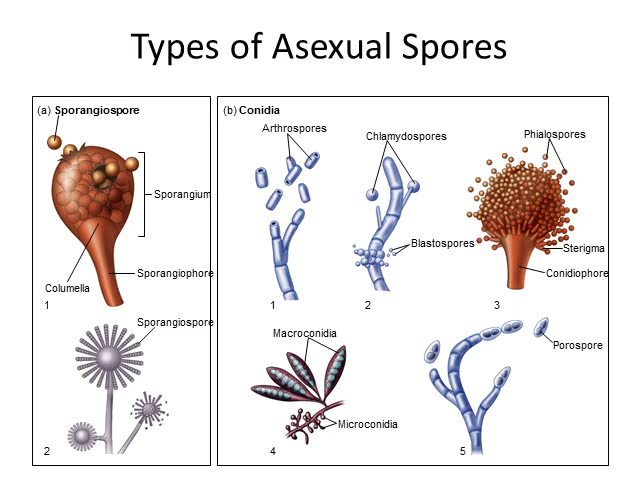 Types of Asexual Spores
(a) Sporangiospore
Sporangium
Sporangiophore
Columella
1
Sporangiospore
2
(b) Conidia
Arthrospores
1
Chlamydospores
Blastospores
2
Phialospores
Sterigma
Conidiophore
3
Macroconidia
Microconidia
4
Porospore
5